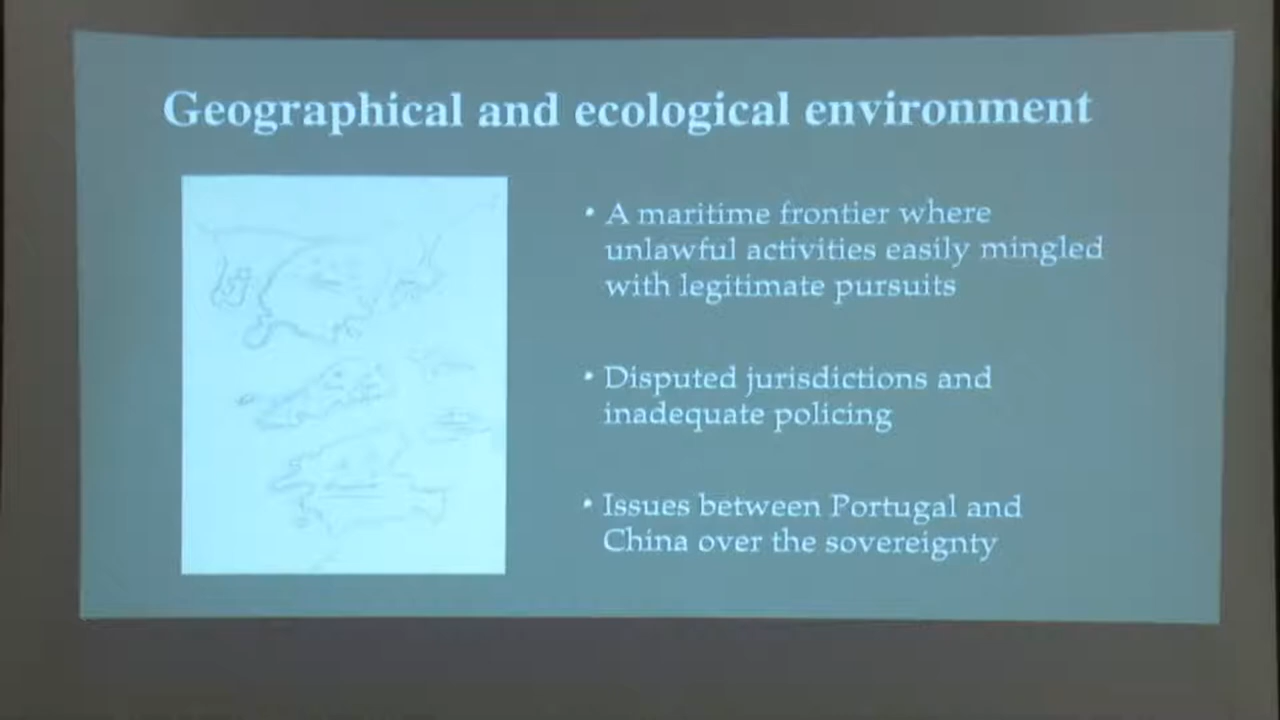 Geographical and ecological environment
• A maritime frontier where
unlawful activities easily mingled
with legitimate pursuits
• Disputed jurisdictions and
inadequate policing
• Issues between Portugal and
China over the sovereignty